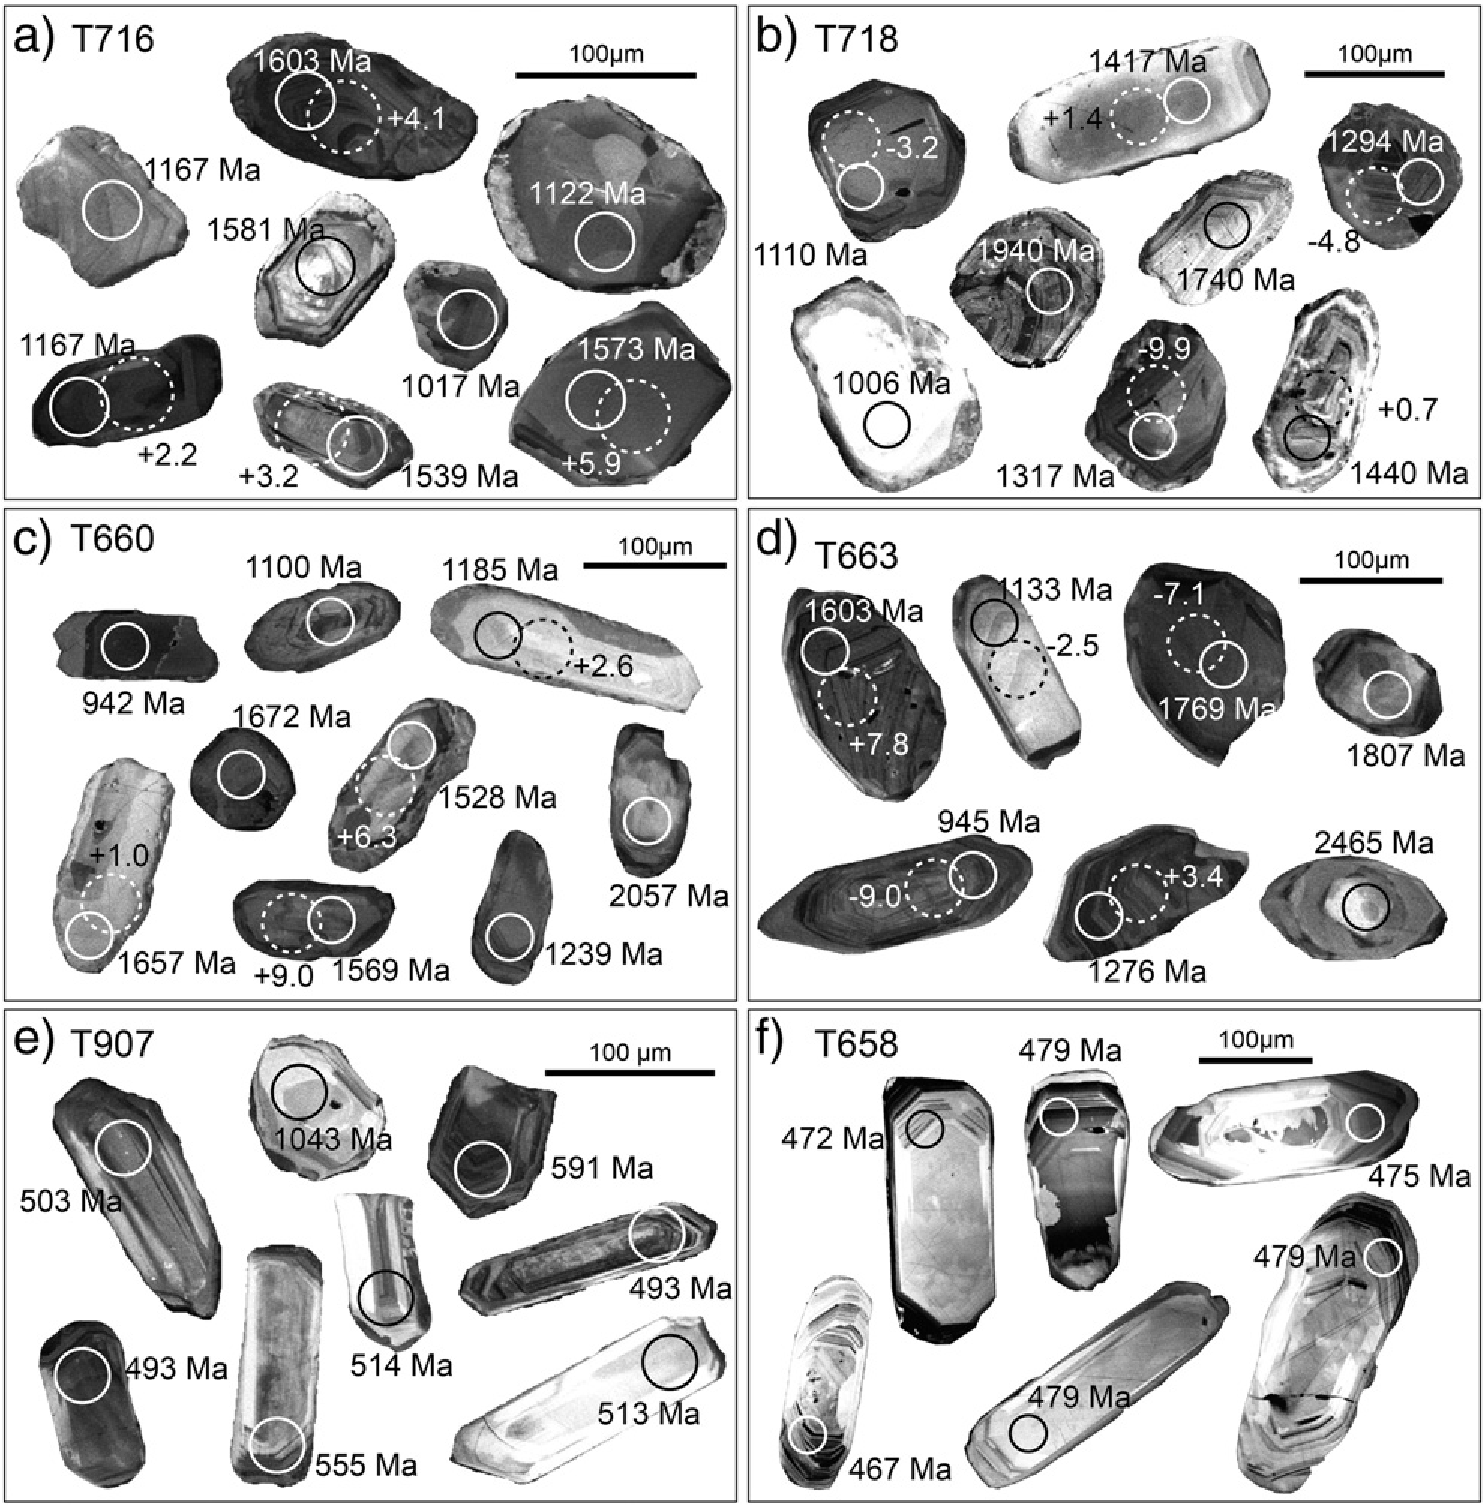 a) T716
100µm
1603 Ma
+4.1
1167 Ma
1122 Ma
1581 Ma
1167 Ma
1573 Ma
1017 Ma
+2.2
+3.2
1539 Ma
+5.9
b) T718
100µm
1417 Ma
+1.4
-3.2
1294 Ma
1940 Ma
-4.8
1110 Ma
1740 Ma
-9.9
1006 Ma
+0.7
1317 Ma
1440 Ma
c) T660
100µm
1100 Ma
1185 Ma
+2.6
942 Ma
1672 Ma
1528 Ma
+6.3
+1.0
2057 Ma
1657 Ma
+9.0
1569 Ma
1239 Ma
d) T663
100µm
1603 Ma
1133 Ma
-7.1
-2.5
1769 Ma
+7.8
1807 Ma
945 Ma
2465 Ma
-9.0
+3.4
1276 Ma
e) T907
100 µm
1043 Ma
591 Ma
503 Ma
493 Ma
514 Ma
493 Ma
513 Ma
555 Ma
f) T658
479 Ma
100µm
472 Ma
475 Ma
479 Ma
479 Ma
467 Ma